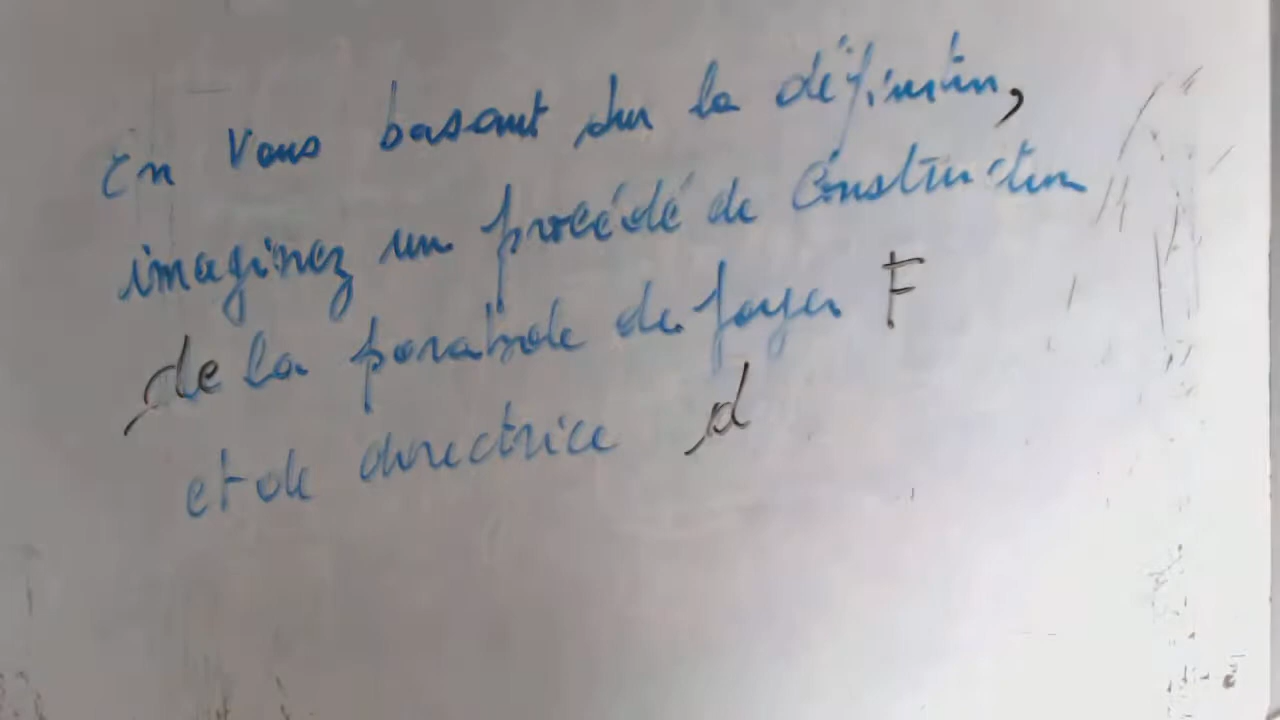 En vous basant sur la définition,
imaginez un procédé de construction
de la parabole de foyer F
et de directrice d